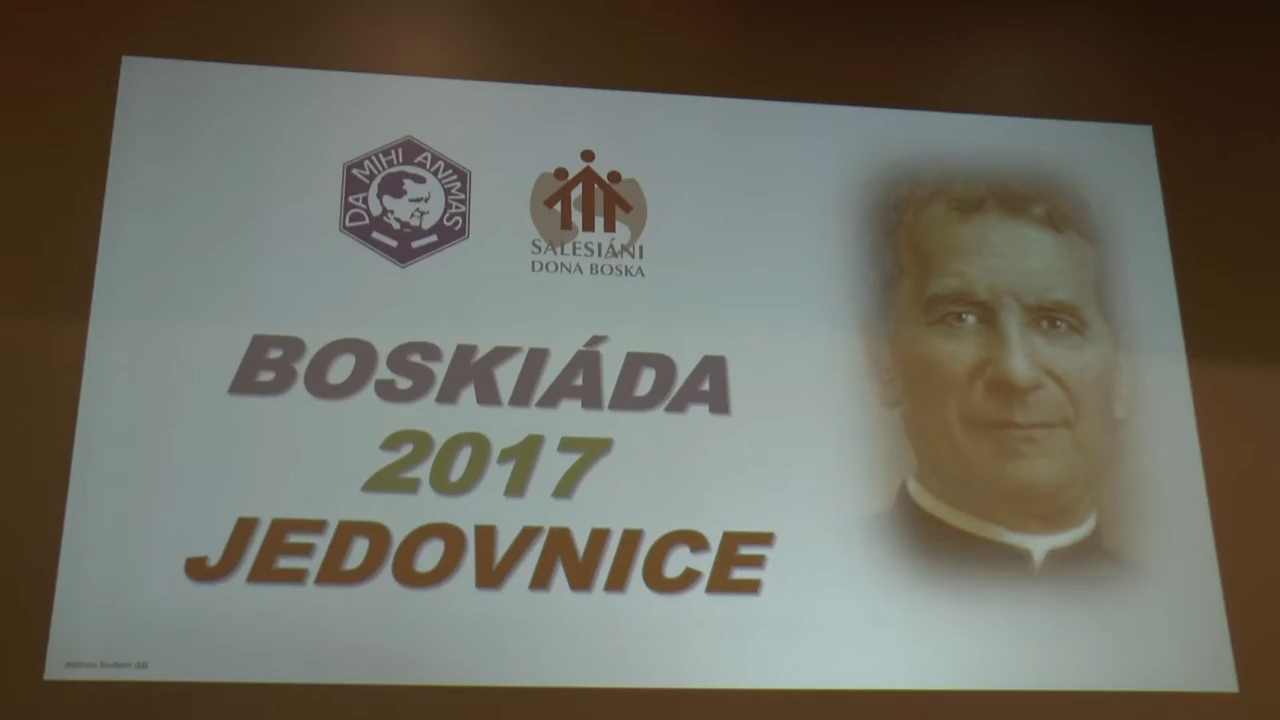 DA MIHI ANIMAS
SALESIÁNI
DONA BOSKA
BOSKIÁDA
2017
JEDOVNICE